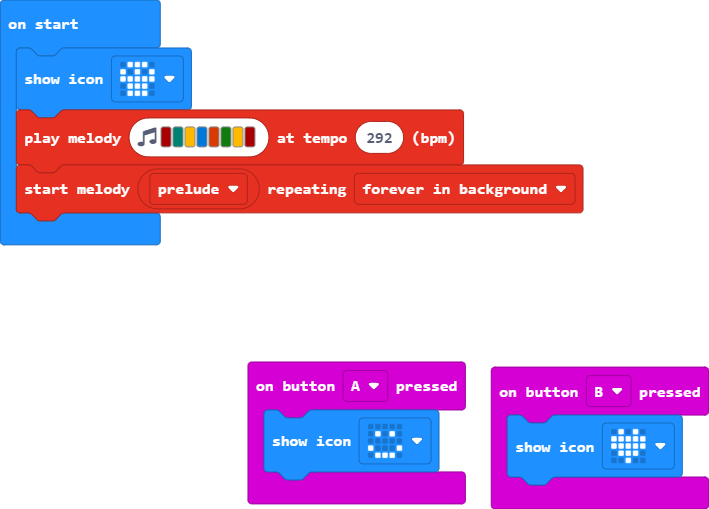 on start
show icon
play melody at tempo 292 (bpm)
start melody prelude repeating forever in background
on button A pressed
show icon
on button B pressed
show icon